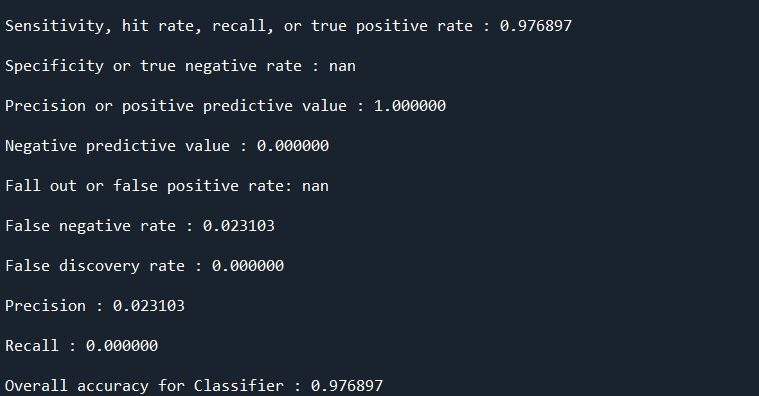 Sensitivity, hit rate, recall, or true positive rate : 0.976897
Specificity or true negative rate : nan
Precision or positive predictive value : 1.000000
Negative predictive value : 0.000000
Fall out or false positive rate: nan
False negative rate : 0.023103
False discovery rate : 0.000000
Precision : 0.023103
Recall : 0.000000
Overall accuracy for Classifier : 0.976897